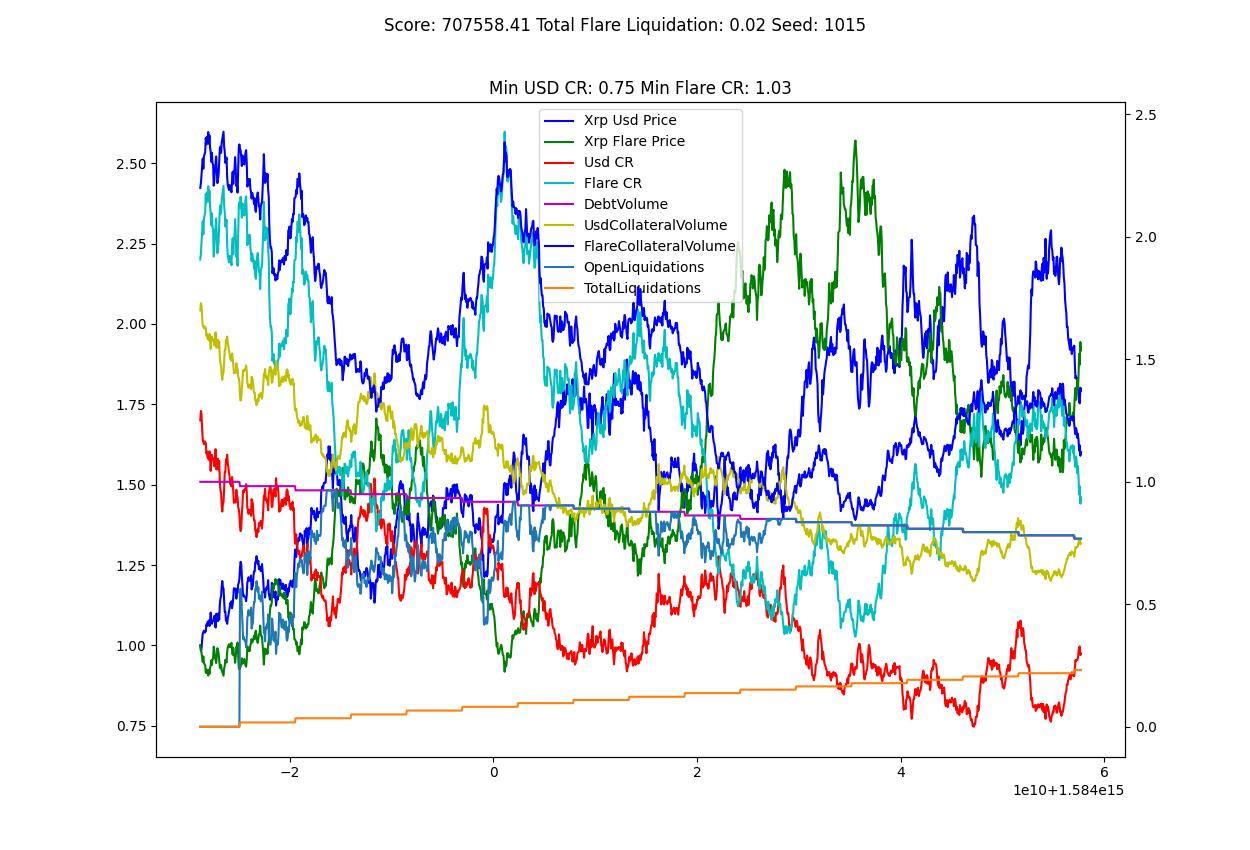 Score: 707558.41 Total Flare Liquidation: 0.02 Seed: 1015
Min USD CR: 0.75 Min Flare CR: 1.03
Xrp Usd Price
Xrp Flare Price
Usd CR
Flare CR
DebtVolume
UsdCollateralVolume
FlareCollateralVolume
OpenLiquidations
TotalLiquidations
2.50
2.25
2.00
1.75
1.50
1.25
1.00
0.75
2.5
2.0
1.5
1.0
0.5
0.0
−2
0
2
4
6
1e10+1.584e15